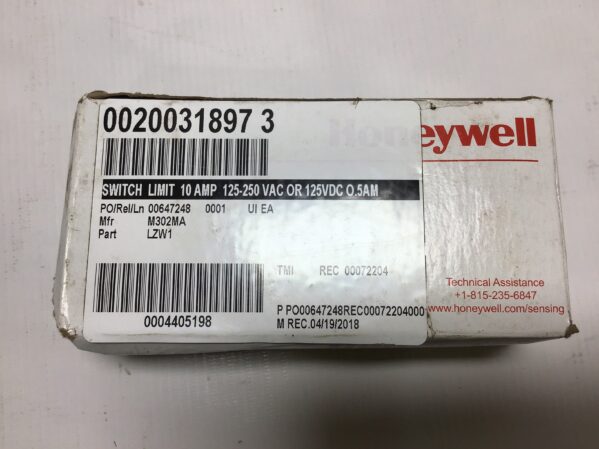 0020031897 3
Honeywell
SWITCH LIMIT 10 AMP 125-250 VAC OR 125VDC O.5AM
PO/Rel/Ln 00647248 0001 UI EA
Mfr M302MA
Part LZW1
TMI REC 00072204
0004405198
P PO00647248REC00072204000
M REC.04/19/2018
Technical Assistance
+1-815-235-6847
www.honeywell.com/sensing